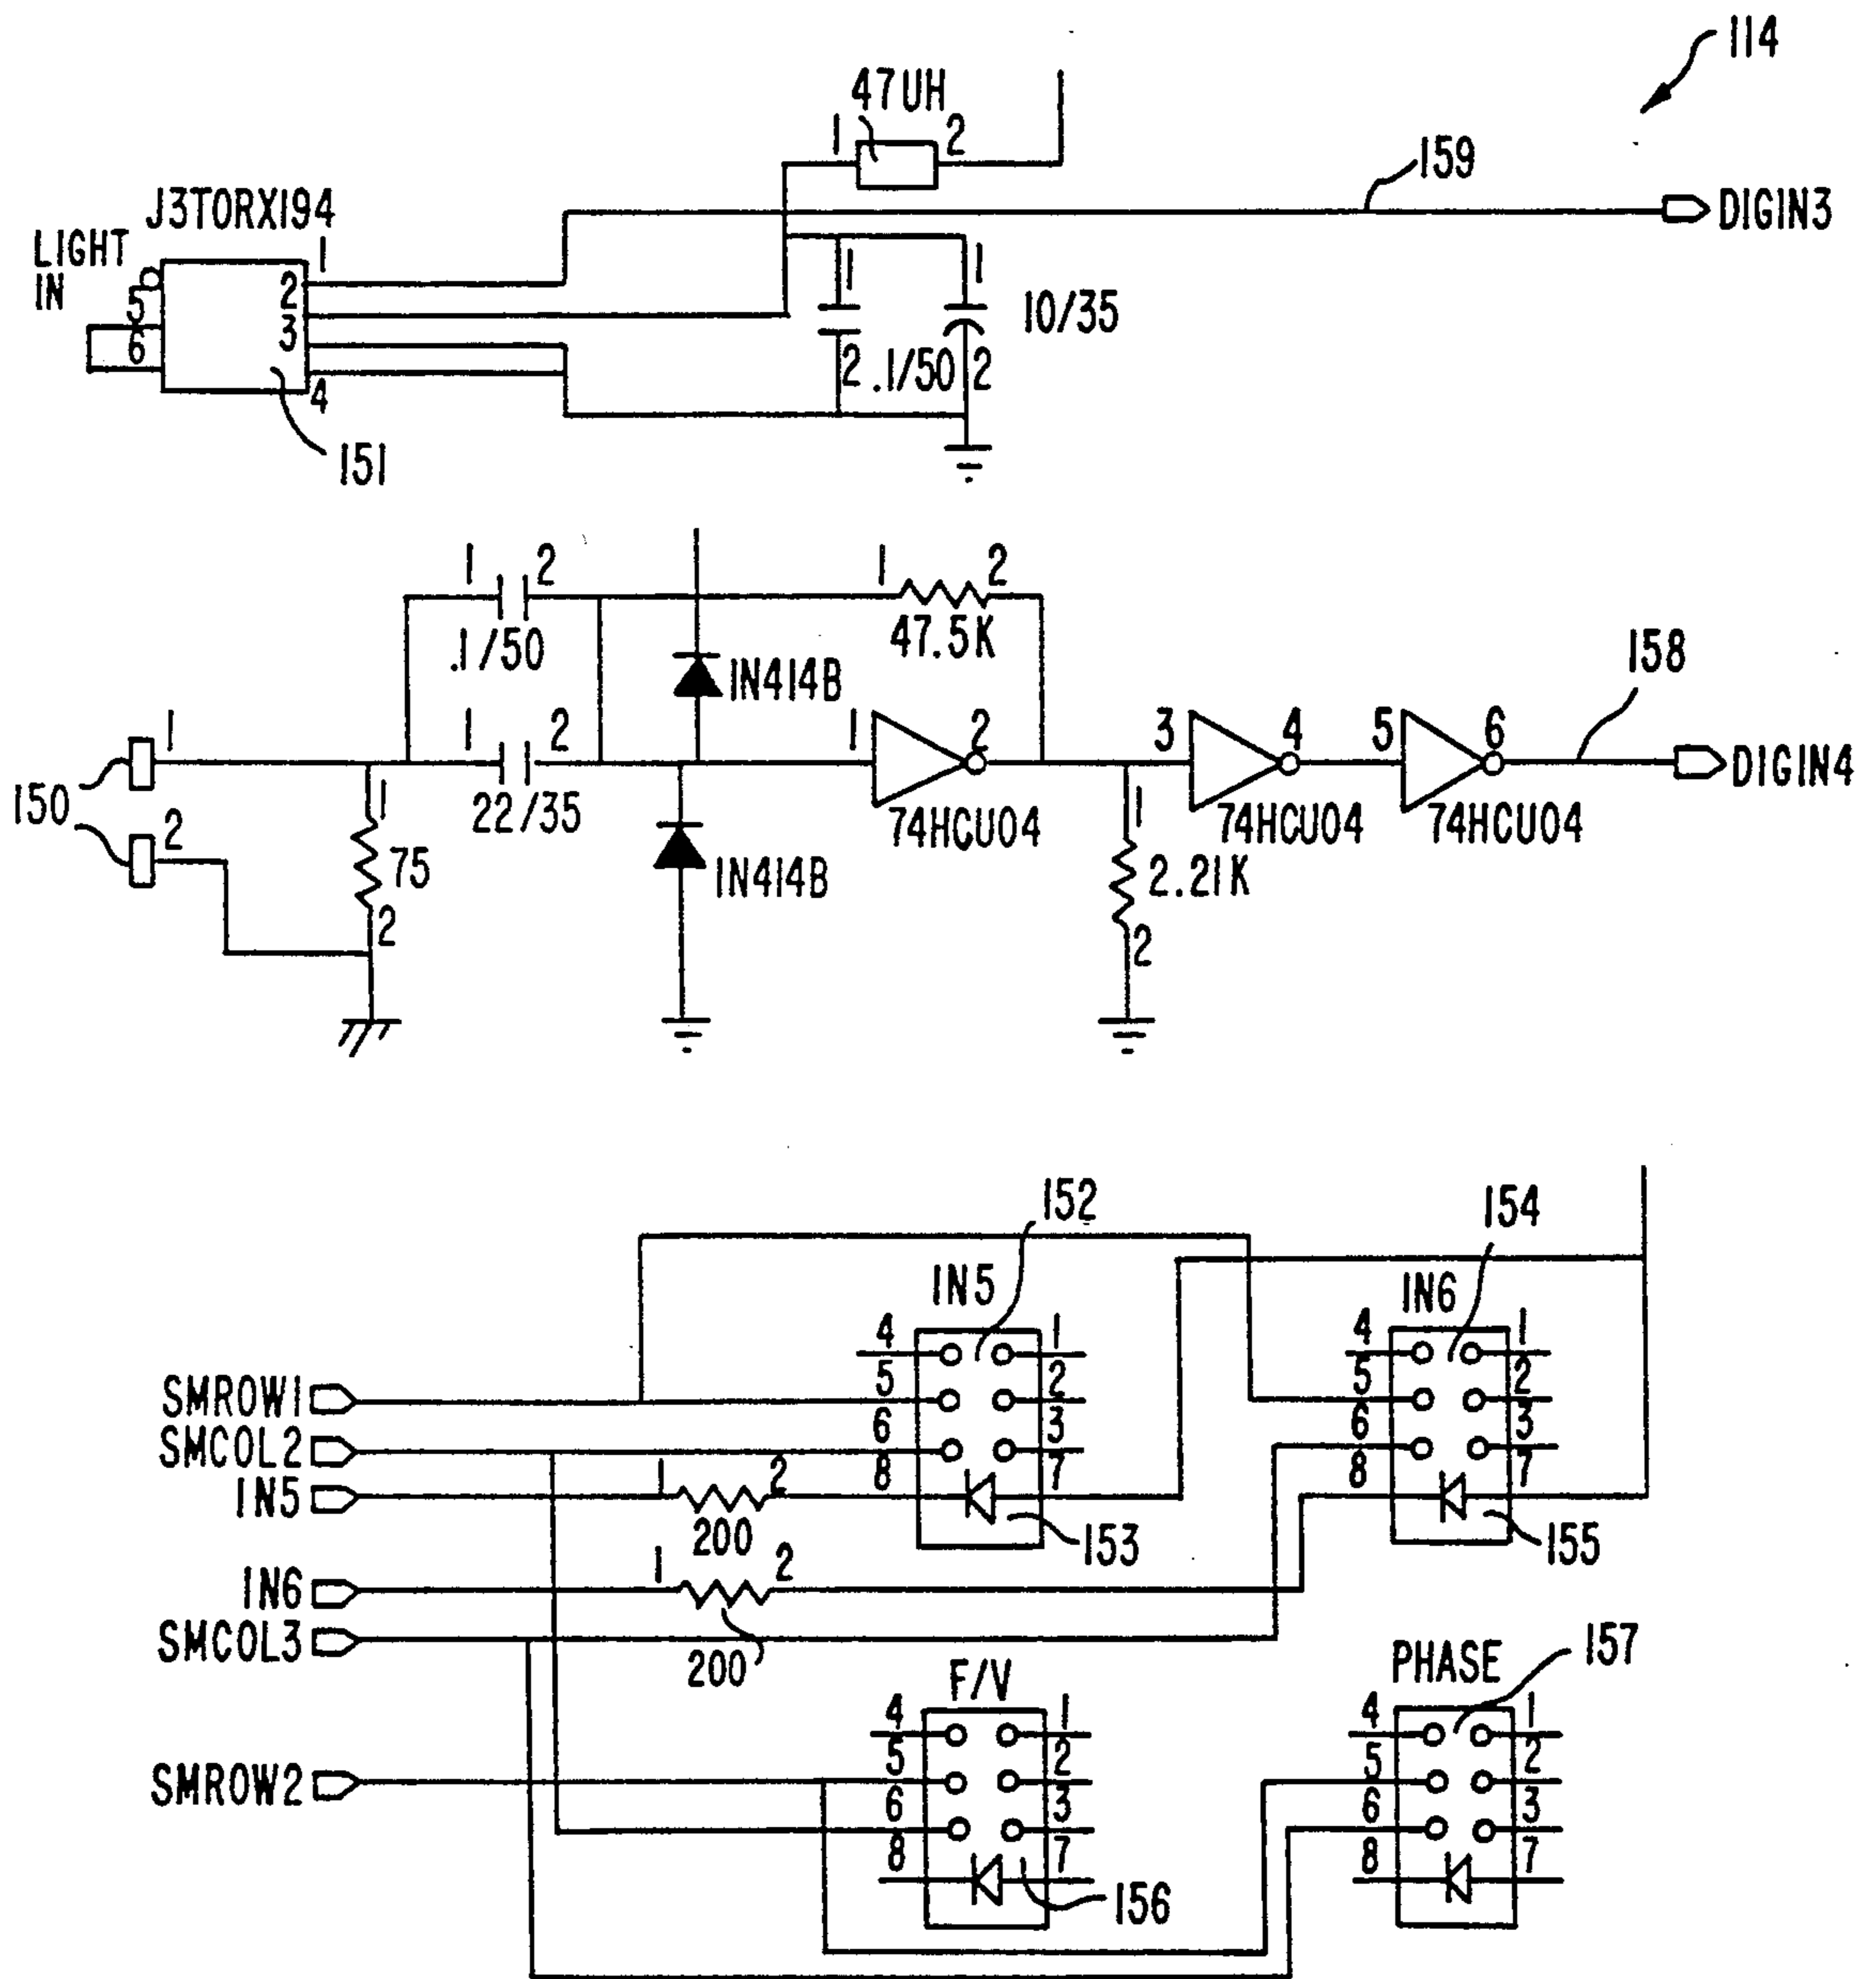 114
47UH
1 2
159
J3TORX194
DIGIN3
LIGHT
IN
1
2
5
3
6
4
1 1
10/35
2 .1/50 2
151
1 2
1 2
.1/50
47.5K
158
1N414B
1
1 2
1 2
3 4
5 6
DIGIN4
150
22/35
74HCU04
74HCU04
74HCU04
2
1
1
75
1N414B
2.21K
2
2
152
154
IN5
IN6
4 1
4 1
5 2
5 2
SMROW1
6 3
6 3
SMCOL2
8 7
8 7
IN5
1 2
200
153
155
IN6
1 2
SMCOL3
200
F/V
PHASE
157
4 1
4 1
5 2
5 2
SMROW2
6 3
6 3
8 7
8 7
156